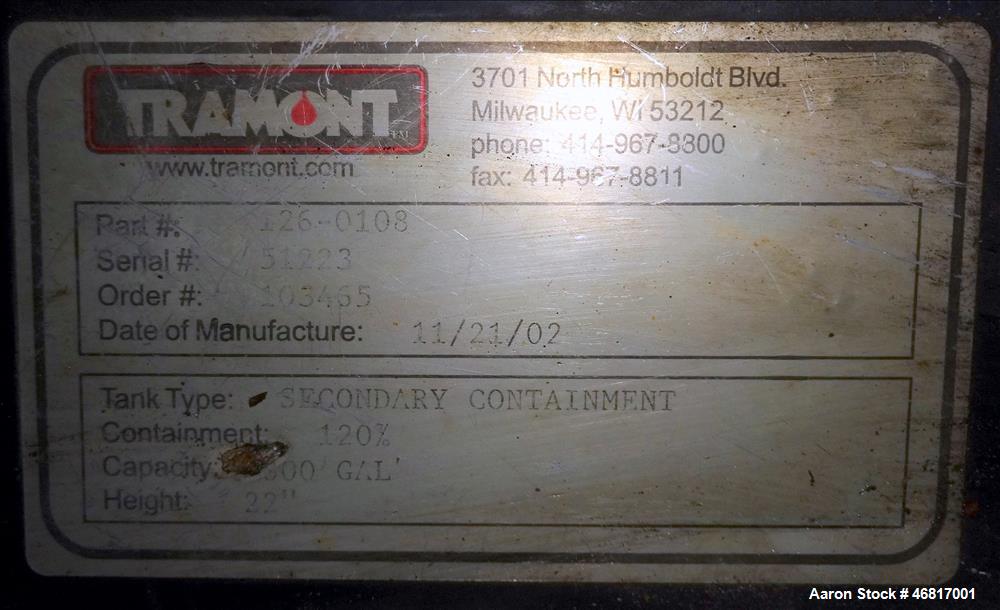 TRAMONT TM
www.tramont.com
3701 North Humboldt Blvd.
Milwaukee, WI 53212
phone: 414-967-8800
fax: 414-967-8811
Part #: 126-0108
Serial #: 51223
Order #: 103465
Date of Manufacture: 11/21/02
Tank Type: SECONDARY CONTAINMENT
Containment: 120%
Capacity: GAL
Height: 22"
Aaron Stock # 46817001